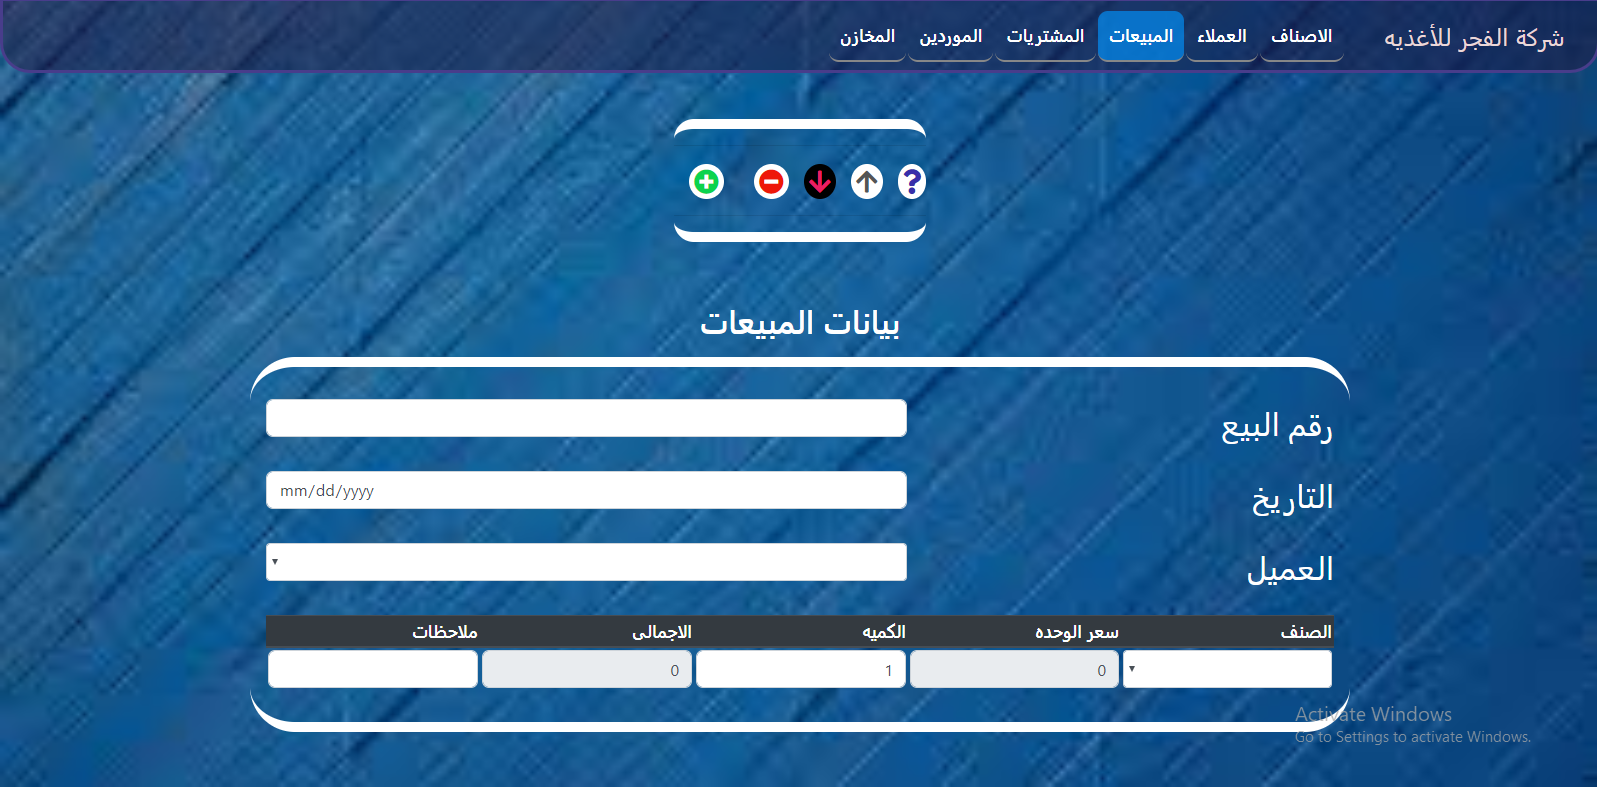 شركة الفجر للأغذيه
الاصناف العملاء المبيعات المشتريات الموردين المخازن
بيانات المبيعات
رقم البيع
التاريخ
mm/dd/yyyy
العميل
الصنف سعر الوحده الكميه الاجمالى ملاحظات
0 1 0
Activate Windows
Go to Settings to activate Windows.